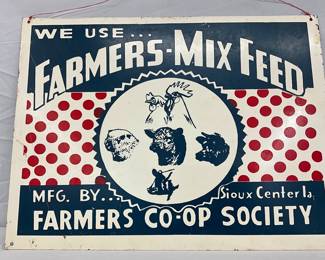 WE USE...
FARMERS-MIX FEED
MFG. BY... Sioux Center Ia.
FARMERS CO-OP SOCIETY